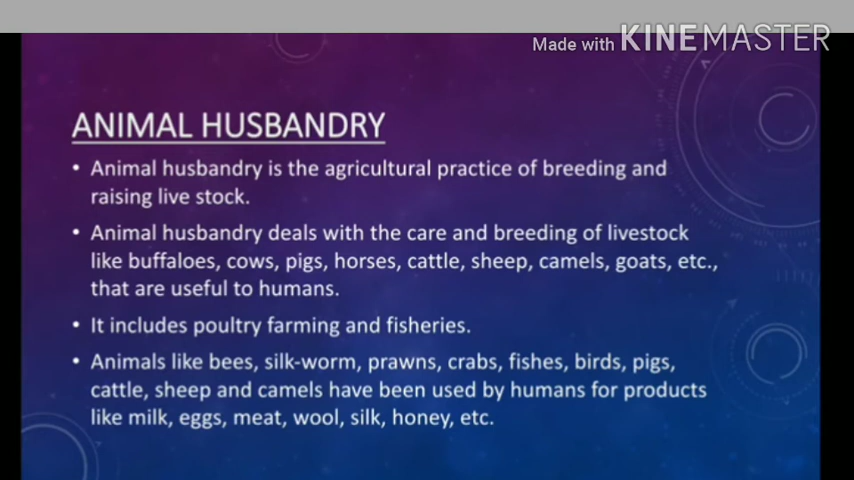 Made with KINEMASTER
ANIMAL HUSBANDRY
• Animal husbandry is the agricultural practice of breeding and
raising live stock.
• Animal husbandry deals with the care and breeding of livestock
like buffaloes, cows, pigs, horses, cattle, sheep, camels, goats, etc.,
that are useful to humans.
• It includes poultry farming and fisheries.
• Animals like bees, silk-worm, prawns, crabs, fishes, birds, pigs,
cattle, sheep and camels have been used by humans for products
like milk, eggs, meat, wool, silk, honey, etc.